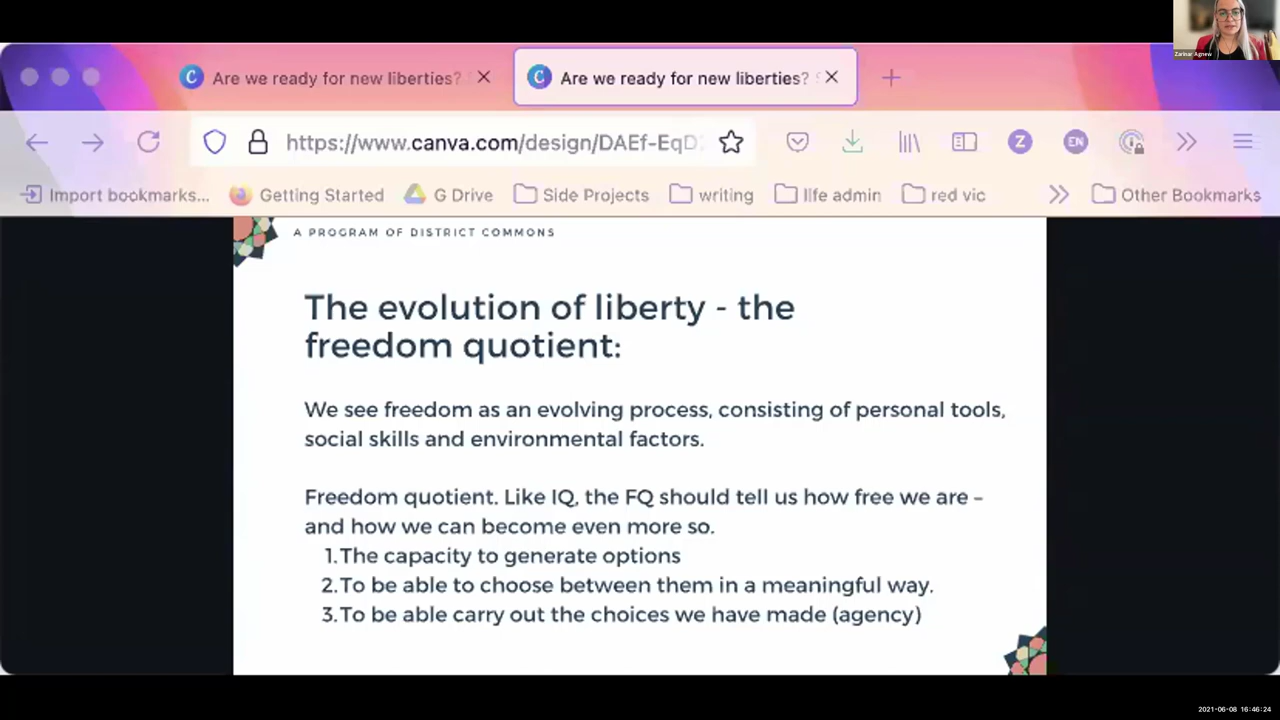 Zarinar Agnew
Are we ready for new liberties?
Are we ready for new liberties?
https://www.canva.com/design/DAEf-EqD
Z
EN
Import bookmarks...
Getting Started
G Drive
Side Projects
writing
life admin
red vic
Other Bookmarks
A PROGRAM OF DISTRICT COMMONS
The evolution of liberty - the
freedom quotient:
We see freedom as an evolving process, consisting of personal tools,
social skills and environmental factors.
Freedom quotient. Like IQ, the FQ should tell us how free we are –
and how we can become even more so.
1. The capacity to generate options
2. To be able to choose between them in a meaningful way.
3. To be able carry out the choices we have made (agency)
2021-06-08 16:46:24